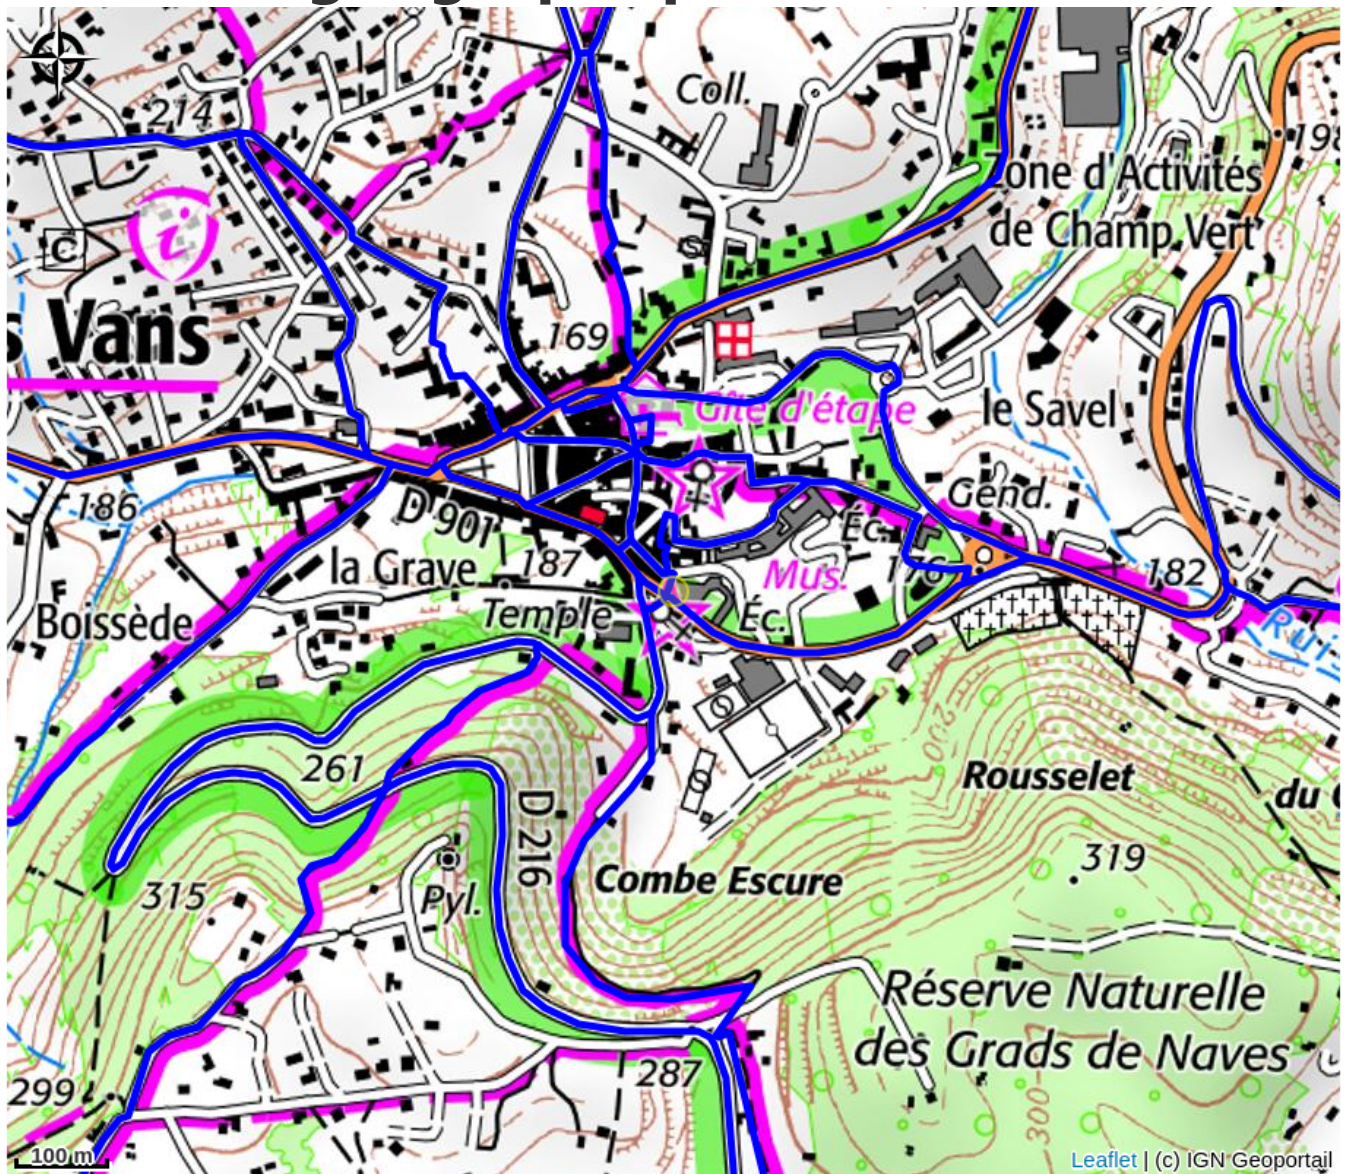 214
Coll.
198
Zone d'Activités
de Champ Vert
C
s Vans
169
Gîte d'étape
le Savel
186
D 901
Gend.
Éc.
la Grave
187
Mus.
176
182
Boissède
Temple
Éc.
Ruis
261
Rousselet
du
D 216
319
315
Pyl.
Combe Escure
Réserve Naturelle
des Grads de Naves
287
299
300
100 m
Leaflet | (c) IGN Geoportail